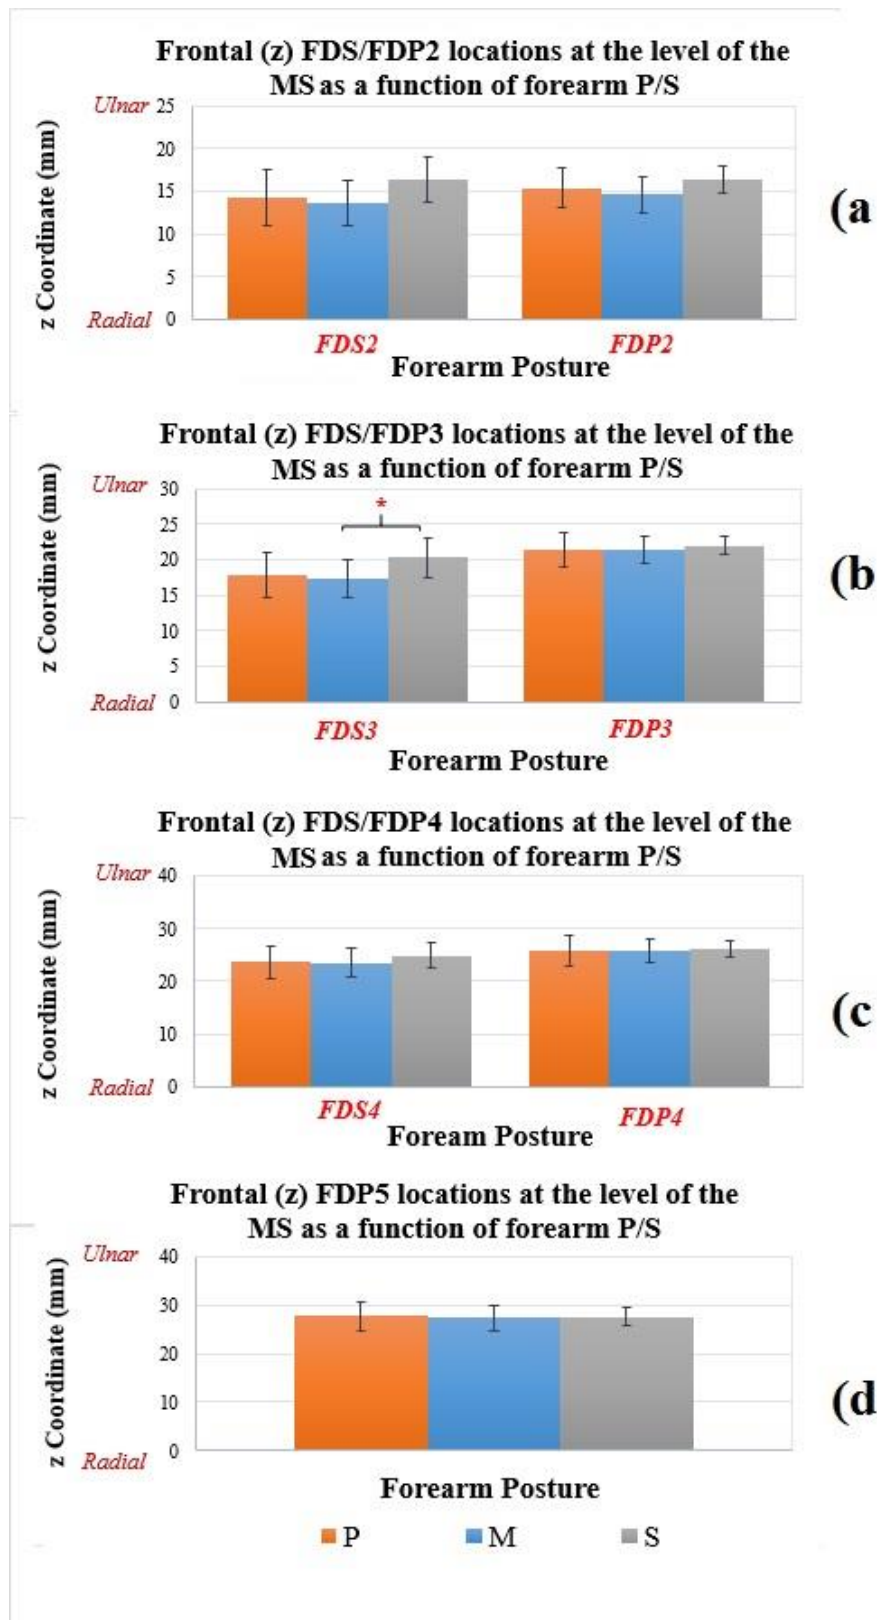 Frontal (z) FDS/FDP2 locations at the level of the
MS as a function of forearm P/S
Ulnar 25
20
15
10
5
Radial 0
z Coordinate (mm)
FDS2 FDP2
Forearm Posture
(a
Frontal (z) FDS/FDP3 locations at the level of the
MS as a function of forearm P/S
Ulnar 30
*
25
20
15
10
5
Radial 0
z Coordinate (mm)
FDS3 FDP3
Forearm Posture
(b
Frontal (z) FDS/FDP4 locations at the level of the
MS as a function of forearm P/S
Ulnar 40
30
20
10
Radial 0
z Coordinate (mm)
FDS4 FDP4
Foream Posture
(c
Frontal (z) FDP5 locations at the level of the
MS as a function of forearm P/S
Ulnar 40
30
20
10
0
Radial
z Coordinate (mm)
Forearm Posture
(d
P M S